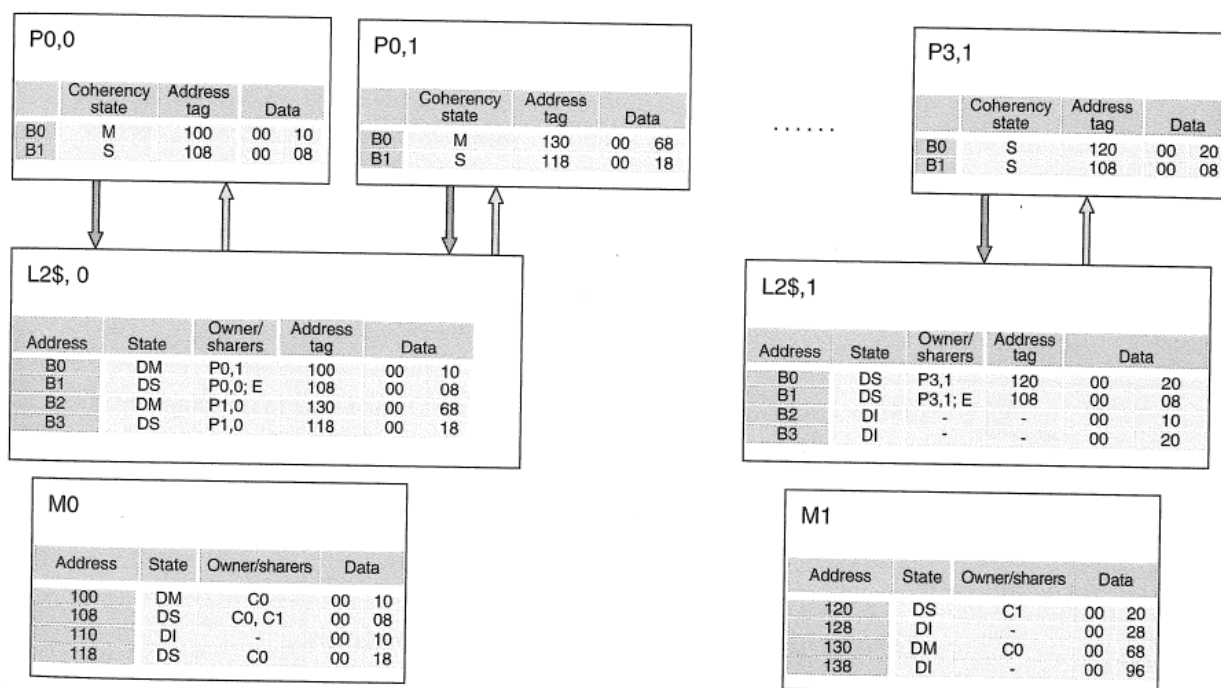 P0,0
Coherency state Address tag Data
B0 M 100 00 10
B1 S 108 00 08
P0,1
Coherency state Address tag Data
B0 M 130 00 68
B1 S 118 00 18
......
P3,1
Coherency state Address tag Data
B0 S 120 00 20
B1 S 108 00 08
L2$, 0
Address State Owner/ sharers Address tag Data
B0 DM P0,1 100 00 10
B1 DS P0,0; E 108 00 08
B2 DM P1,0 130 00 68
B3 DS P1,0 118 00 18
L2$,1
Address State Owner/ sharers Address tag Data
B0 DS P3,1 120 00 20
B1 DS P3,1; E 108 00 08
B2 DI - - 00 10
B3 DI - - 00 20
M0
Address State Owner/sharers Data
100 DM C0 00 10
108 DS C0, C1 00 08
110 DI - 00 10
118 DS C0 00 18
M1
Address State Owner/sharers Data
120 DS C1 00 20
128 DI - 00 28
130 DM C0 00 68
138 DI - 00 96